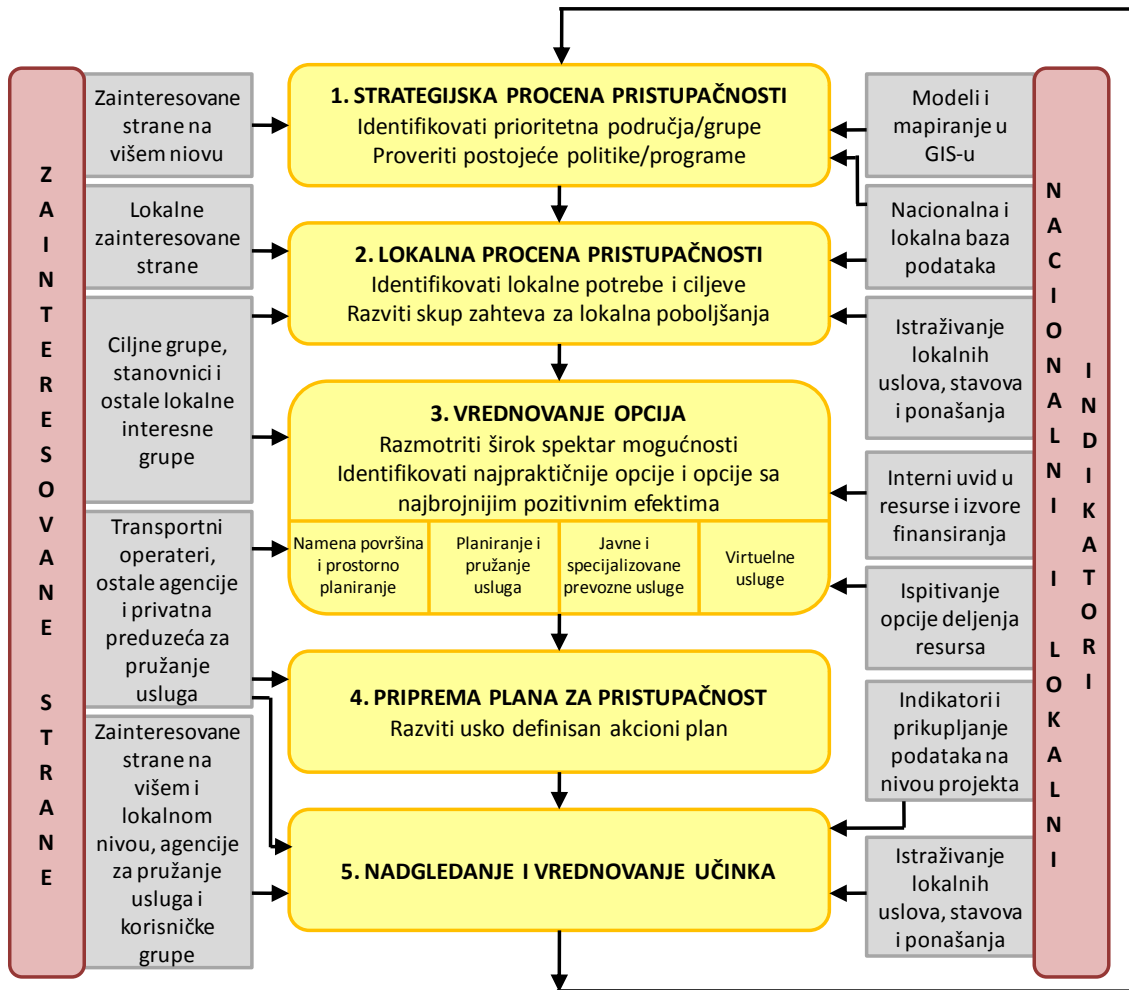 ZAINTERESOVANE STRANE
Zainteresovane
strane na
višem niovu
Lokalne
zainteresovane
strane
Ciljne grupe,
stanovnici i
ostale lokalne
interesne
grupe
Transportni
operateri,
ostale agencije
i privatna
preduzeća za
pružanje
usluga
Zainteresovane
strane na
višem i
lokalnom
nivou, agencije
za pružanje
usluga i
korisničke
grupe
1. STRATEGIJSKA PROCENA PRISTUPAČNOSTI
Identifikovati prioritetna područja/grupe
Proveriti postojeće politike/programe
2. LOKALNA PROCENA PRISTUPAČNOSTI
Identifikovati lokalne potrebe i ciljeve
Razviti skup zahteva za lokalna poboljšanja
3. VREDNOVANJE OPCIJA
Razmotriti širok spektar mogućnosti
Identifikovati najpraktičnije opcije i opcije sa
najbrojnijim pozitivnim efektima
Namena površina
i prostorno
planiranje
Planiranje i
pružanje
usluga
Javne i
specijalizovane
prevozne usluge
Virtuelne
usluge
4. PRIPREMA PLANA ZA PRISTUPAČNOST
Razviti usko definisan akcioni plan
5. NADGLEDANJE I VREDNOVANJE UČINKA
Modeli i
mapiranje u
GIS-u
Nacionalna i
lokalna baza
podataka
Istraživanje
lokalnih
uslova, stavova
i ponašanja
Interni uvid u
resurse i izvore
finansiranja
Ispitivanje
opcije deljenja
resursa
Indikatori i
prikupljanje
podataka na
nivou projekta
Istraživanje
lokalnih
uslova, stavova
i ponašanja
NACIONALNI I LOKALNI
INDIKATORI